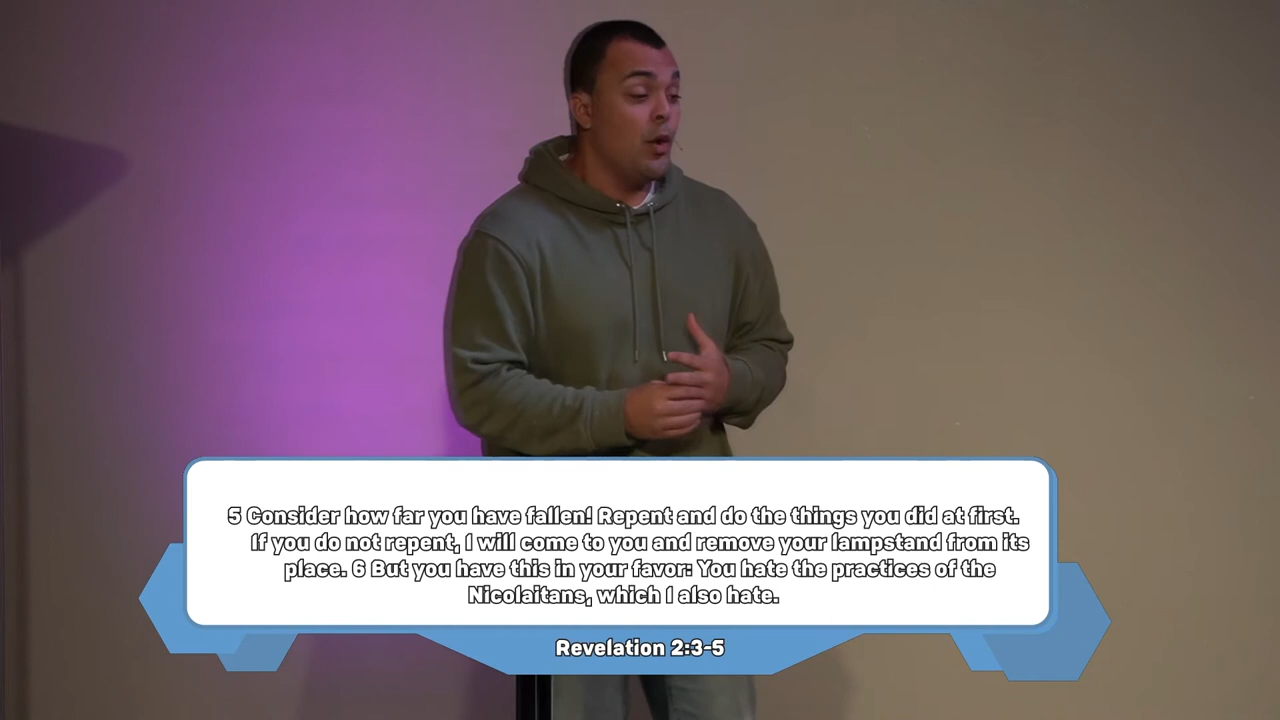 5 Consider how far you have fallen! Repent and do the things you did at first.
If you do not repent, I will come to you and remove your lampstand from its
place. 6 But you have this in your favor: You hate the practices of the
Nicolaitans, which I also hate.
Revelation 2:3-5